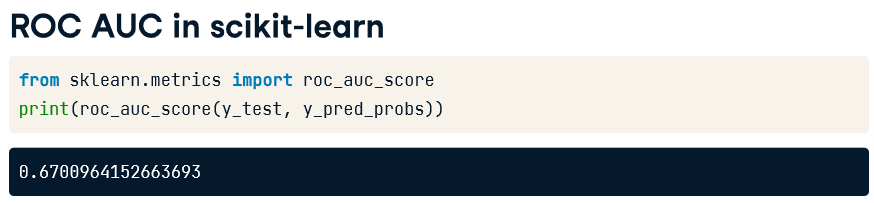 ROC AUC in scikit-learn
from sklearn.metrics import roc_auc_score
print(roc_auc_score(y_test, y_pred_probs))
0.6700964152663693